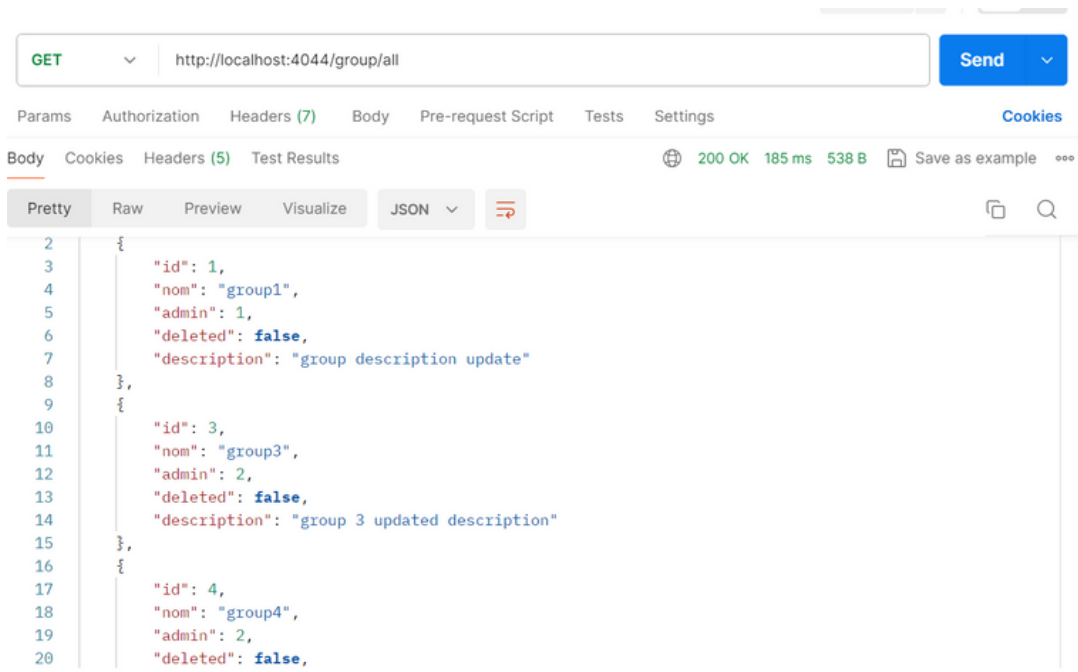 GET http://localhost:4044/group/all Send
Params Authorization Headers (7) Body Pre-request Script Tests Settings Cookies
Body Cookies Headers (5) Test Results 200 OK 185 ms 538 B Save as example
Pretty Raw Preview Visualize JSON
2 {
3 "id": 1,
4 "nom": "group1",
5 "admin": 1,
6 "deleted": false,
7 "description": "group description update"
8 },
9 {
10 "id": 3,
11 "nom": "group3",
12 "admin": 2,
13 "deleted": false,
14 "description": "group 3 updated description"
15 },
16 {
17 "id": 4,
18 "nom": "group4",
19 "admin": 2,
20 "deleted": false,